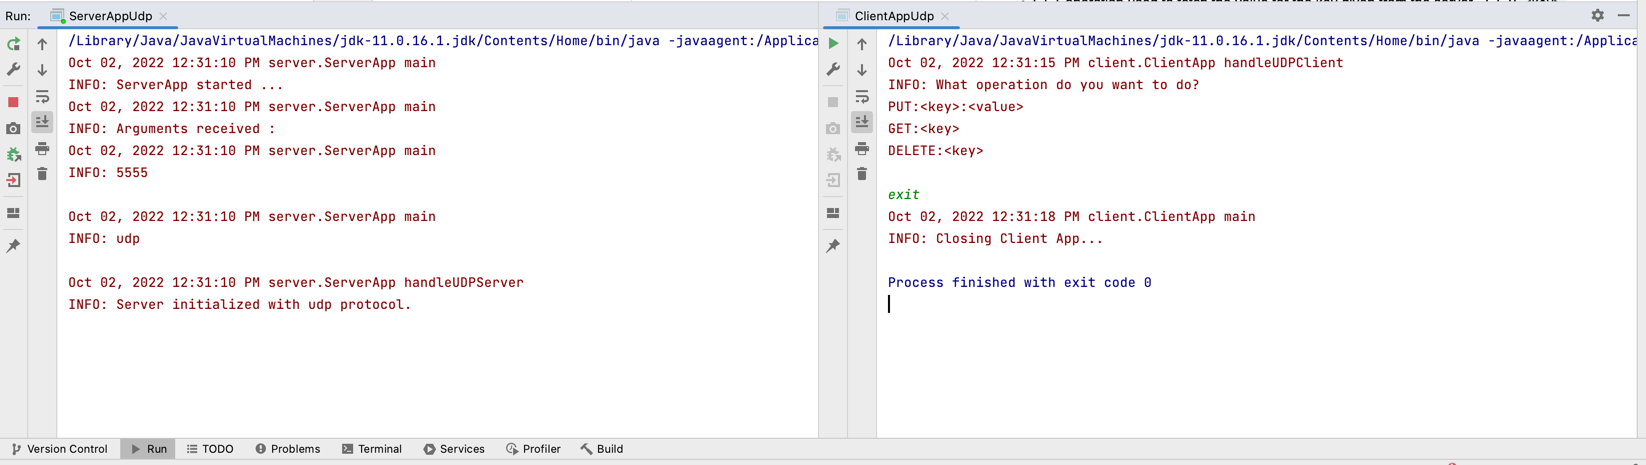 Run:
ServerAppUdp
/Library/Java/JavaVirtualMachines/jdk-11.0.16.1.jdk/Contents/Home/bin/java -javaagent:/Applica
Oct 02, 2022 12:31:10 PM server.ServerApp main
INFO: ServerApp started ...
Oct 02, 2022 12:31:10 PM server.ServerApp main
INFO: Arguments received :
Oct 02, 2022 12:31:10 PM server.ServerApp main
INFO: 5555
Oct 02, 2022 12:31:10 PM server.ServerApp main
INFO: udp
Oct 02, 2022 12:31:10 PM server.ServerApp handleUDPServer
INFO: Server initialized with udp protocol.
ClientAppUdp
/Library/Java/JavaVirtualMachines/jdk-11.0.16.1.jdk/Contents/Home/bin/java -javaagent:/Applica
Oct 02, 2022 12:31:15 PM client.ClientApp handleUDPClient
INFO: What operation do you want to do?
PUT:<key>:<value>
GET:<key>
DELETE:<key>
exit
Oct 02, 2022 12:31:18 PM client.ClientApp main
INFO: Closing Client App...
Process finished with exit code 0
Version Control Run TODO Problems Terminal Services Profiler Build